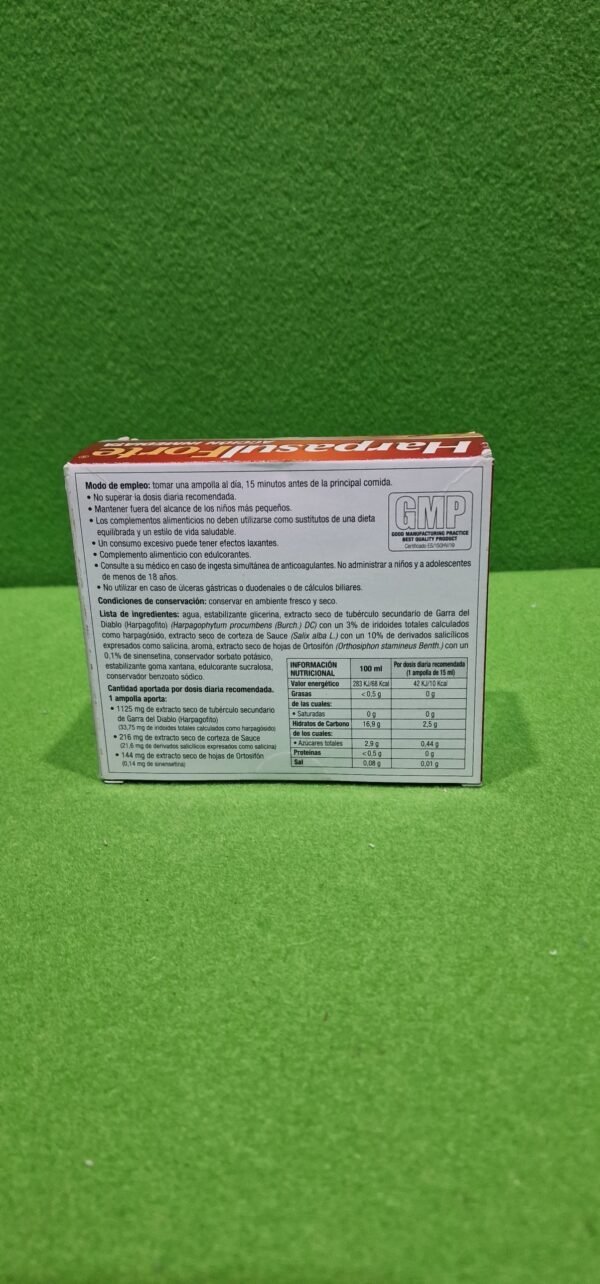 HarpasulForte
Modo de empleo: tomar una ampolla al día, 15 minutos antes de la principal comida.
• No superar la dosis diaria recomendada.
• Mantener fuera del alcance de los niños más pequeños.
• Los complementos alimenticios no deben utilizarse como sustitutos de una dieta
equilibrada y un estilo de vida saludable.
• Un consumo excesivo puede tener efectos laxantes.
• Complemento alimenticio con edulcorantes.
• Consulte a su médico en caso de ingesta simultánea de anticoagulantes. No administrar a niños y a adolescentes
de menos de 18 años.
• No utilizar en caso de úlceras gástricas o duodenales o de cálculos biliares.
GMP
GOOD MANUFACTORING PRACTICE
BEST QUALITY PRODUCT
Condiciones de conservación: conservar en ambiente fresco y seco.
Lista de ingredientes: agua, estabilizante glicerina, extracto seco de tubérculo secundario de Garra del
Diablo (Harpagofito) (Harpagophytum procumbens (Burch.) DC) con un 3% de iridoides totales calculados
como harpagósido, extracto seco de corteza de Sauce (Salix alba L.) con un 10% de derivados salicílicos
expresados como salicina, aroma, extracto seco de hojas de Ortosifón (Orthosiphon stamineus Benth.) con un
0,1% de sinensetina, conservador sorbato potásico,
estabilizante goma xantana, edulcorante sucralosa,
conservador benzoato sódico.
Cantidad aportada por dosis diaria recomendada.
1 ampolla aporta:
• 1125 mg de extracto seco de tubérculo secundario
de Garra del Diablo (Harpagofito)
(33,75 mg de iridoides totales calculados como harpagósido)
• 216 mg de extracto seco de corteza de Sauce
(21,6 mg de derivados salicílicos expresados como salicina)
• 144 mg de extracto seco de hojas de Ortosifón
(0,14 mg de sinensetina)
INFORMACIÓN NUTRICIONAL 100 ml Por dosis diaria recomendada (1 ampolla de 15 ml)
Valor energético 283 KJ/68 Kcal 42 KJ/10 Kcal
Grasas <0,5 g 0 g
de las cuales:
• Saturadas 0 g 0 g
Hidratos de Carbono 16,9 g 2,5 g
de los cuales:
• Azúcares totales 2,9 g 0,44 g
Proteínas <0,5 g 0 g
Sal 0,08 g 0,01 g